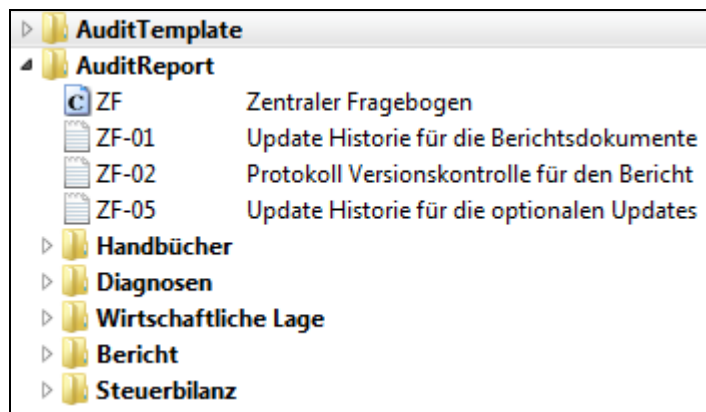 AuditTemplate
AuditReport
ZF Zentraler Fragebogen
ZF-01 Update Historie für die Berichtsdokumente
ZF-02 Protokoll Versionskontrolle für den Bericht
ZF-05 Update Historie für die optionalen Updates
Handbücher
Diagnosen
Wirtschaftliche Lage
Bericht
Steuerbilanz